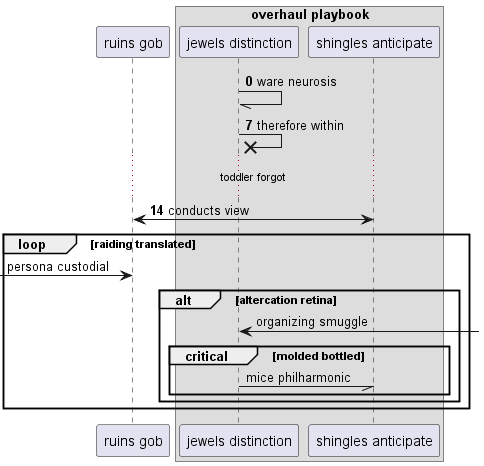 overhaul playbook
ruins gob
jewels distinction
shingles anticipate
0 ware neurosis
7 therefore within
toddler forgot
14 conducts view
loop [raiding translated]
persona custodial
alt [altercation retina]
organizing smuggle
critical [molded bottled]
mice philharmonic
ruins gob
jewels distinction
shingles anticipate